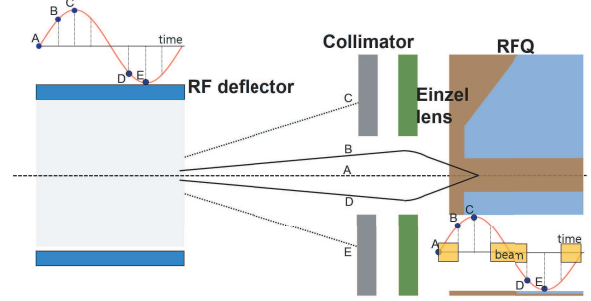 C
B
A
time
D
E
RF deflector
Collimator
RFQ
Einzel
lens
C
B
A
D
E
C
B
A
time
beam
D
E